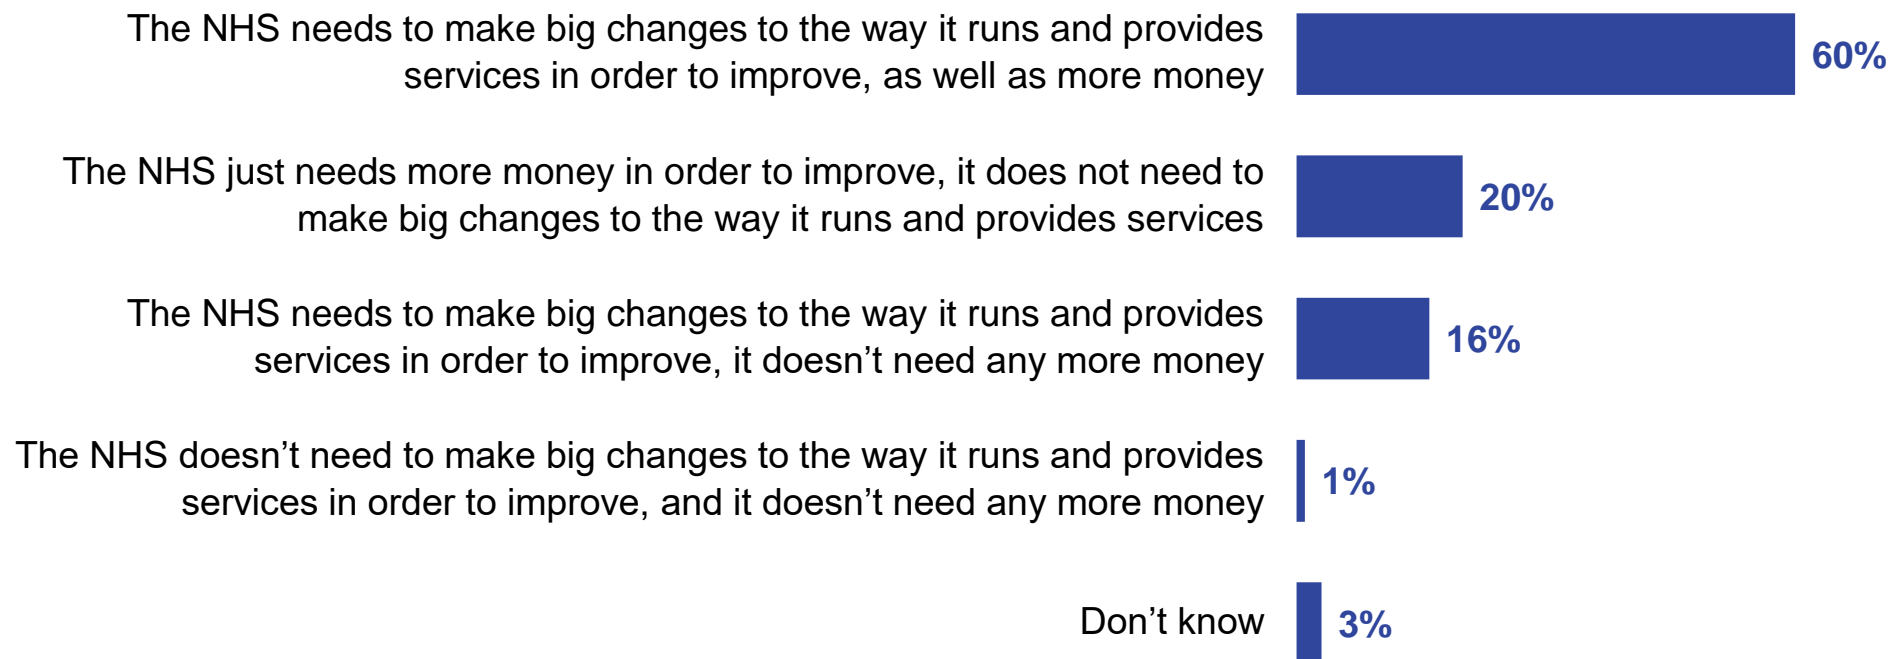 The NHS needs to make big changes to the way it runs and provides
services in order to improve, as well as more money
60%
The NHS just needs more money in order to improve, it does not need to
make big changes to the way it runs and provides services
20%
The NHS needs to make big changes to the way it runs and provides
services in order to improve, it doesn’t need any more money
16%
The NHS doesn’t need to make big changes to the way it runs and provides
services in order to improve, and it doesn’t need any more money
1%
Don’t know
3%